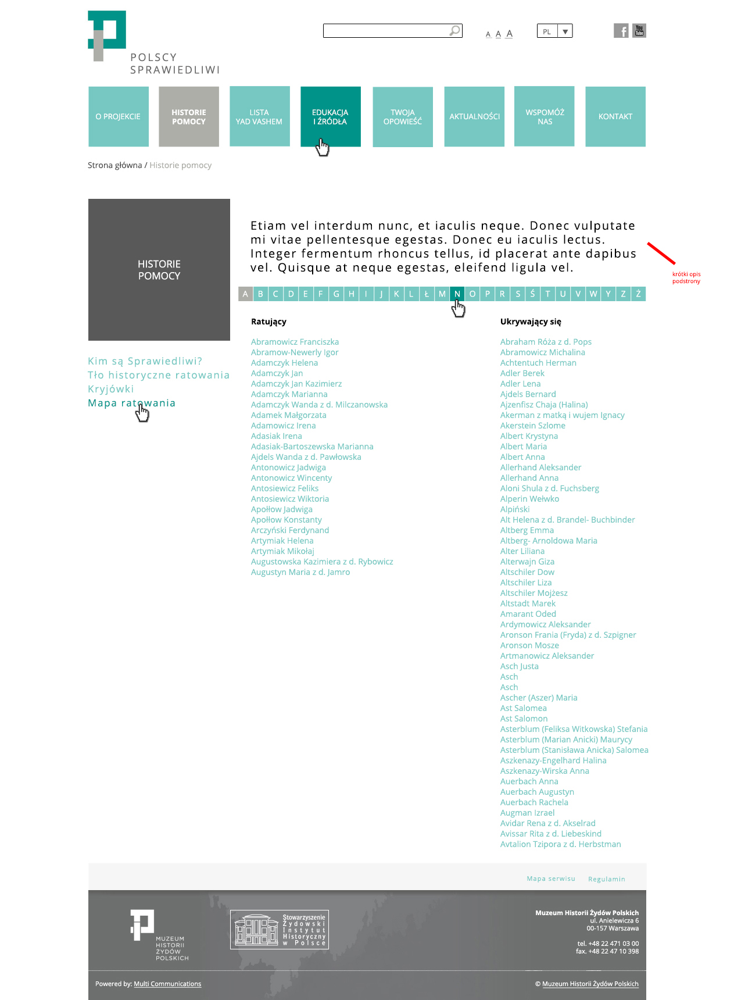 POLSCY
SPRAWIEDLIWI
A A A
PL
f
You Tube
O PROJEKCIE
HISTORIE
POMOCY
LISTA
YAD VASHEM
EDUKACJA
I ŹRÓDŁA
TWOJA
OPOWIEŚĆ
AKTUALNOŚCI
WSPOMÓŻ
NAS
KONTAKT
Strona główna / Historie pomocy
HISTORIE
POMOCY
Kim są Sprawiedliwi?
Tło historyczne ratowania
Kryjówki
Mapa ratowania
Etiam vel interdum nunc, et iaculis neque. Donec vulputate
mi vitae pellentesque egestas. Donec eu iaculis lectus.
Integer fermentum rhoncus tellus, id placerat ante dapibus
vel. Quisque at neque egestas, eleifend ligula vel.
krótki opis
podstrony
A B C D E F G H I J K L Ł M N O P R S Ś T U V W Y Z Ż
Ratujący
Abramowicz Franciszka
Abramow-Newerly Igor
Adamczyk Helena
Adamczyk Jan
Adamczyk Jan Kazimierz
Adamczyk Marianna
Adamczyk Wanda z d. Milczanowska
Adamek Małgorzata
Adamowicz Irena
Adasiak Irena
Adasiak-Bartoszewska Marianna
Ajdels Wanda z d. Pawłowska
Antonowicz Jadwiga
Antonowicz Wincenty
Antosiewicz Feliks
Antosiewicz Wiktoria
Apołłow Jadwiga
Apołłow Konstanty
Arczyński Ferdynand
Artymiak Helena
Artymiak Mikołaj
Augustowska Kazimiera z d. Rybowicz
Augustyn Maria z d. Jamro
Ukrywający się
Abraham Róża z d. Pops
Abramowicz Michalina
Achtentuch Herman
Adler Berek
Adler Lena
Ajdels Bernard
Ajzenfisz Chaja (Halina)
Akerman z matką i wujem Ignacy
Akerstein Szlome
Albert Krystyna
Albert Maria
Albert Anna
Allerhand Aleksander
Allerhand Anna
Aloni Shula z d. Fuchsberg
Alperin Wełwko
Alpiński
Alt Helena z d. Brandel- Buchbinder
Altberg Emma
Altberg- Arnoldowa Maria
Alter Liliana
Alterwajn Giza
Altschiler Dow
Altschiler Liza
Altschiler Mojżesz
Altstadt Marek
Amarant Oded
Ardymowicz Aleksander
Aronson Frania (Fryda) z d. Szpigner
Aronson Mosze
Artmanowicz Aleksander
Asch Justa
Asch
Asch
Ascher (Aszer) Maria
Ast Salomea
Ast Salomon
Asterblum (Feliksa Witkowska) Stefania
Asterblum (Marian Anicki) Maurycy
Asterblum (Stanisława Anicka) Salomea
Aszkenazy-Engelhard Halina
Aszkenazy-Wirska Anna
Auerbach Anna
Auerbach Augustyn
Auerbach Rachela
Augman Izrael
Avidar Rena z d. Akselrad
Avissar Rita z d. Liebeskind
Avtalion Tzipora z d. Herbstman
Mapa serwisu Regulamin
MUZEUM
HISTORII
ŻYDÓW
POLSKICH
Stowarzyszenie
Żydowski
Instytut
Historyczny
w Polsce
Muzeum Historii Żydów Polskich
ul. Anielewicza 6
00-157 Warszawa
tel. +48 22 471 03 00
fax. +48 22 47 10 398
Powered by: Multi Communications
© Muzeum Historii Żydów Polskich